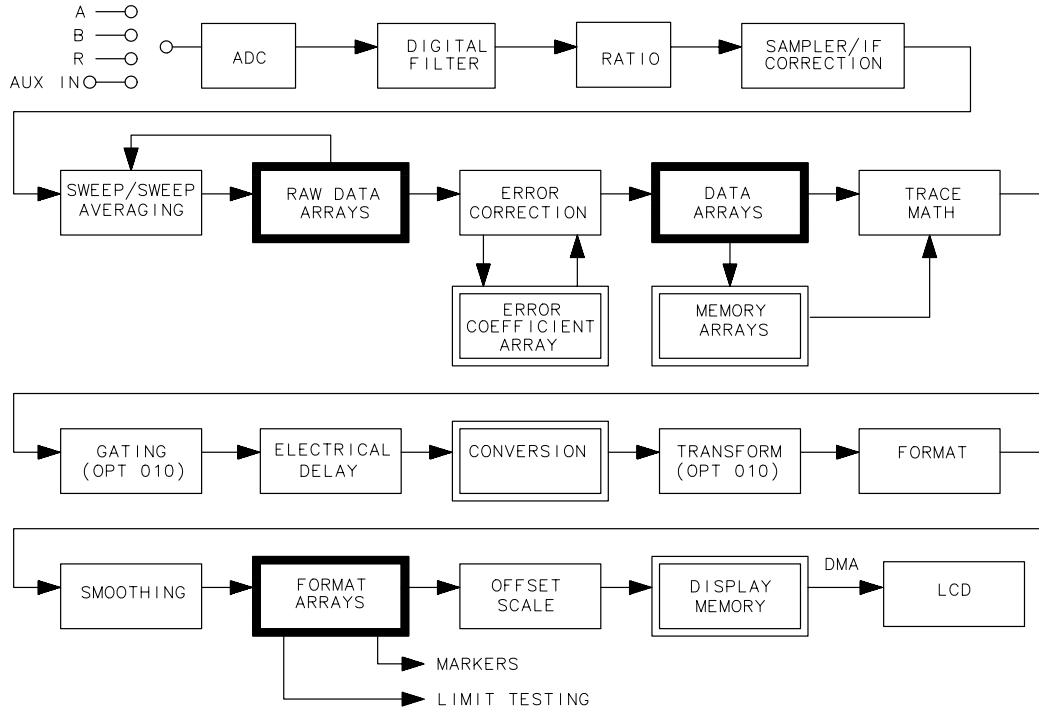 A
B
R
AUX IN
ADC
DIGITAL
FILTER
RATIO
SAMPLER/IF
CORRECTION
SWEEP/SWEEP
AVERAGING
RAW DATA
ARRAYS
ERROR
CORRECTION
DATA
ARRAYS
TRACE
MATH
ERROR
COEFFICIENT
ARRAY
MEMORY
ARRAYS
GATING
(OPT 010)
ELECTRICAL
DELAY
CONVERSION
TRANSFORM
(OPT 010)
FORMAT
SMOOTHING
FORMAT
ARRAYS
OFFSET
SCALE
DISPLAY
MEMORY
DMA
LCD
MARKERS
LIMIT TESTING